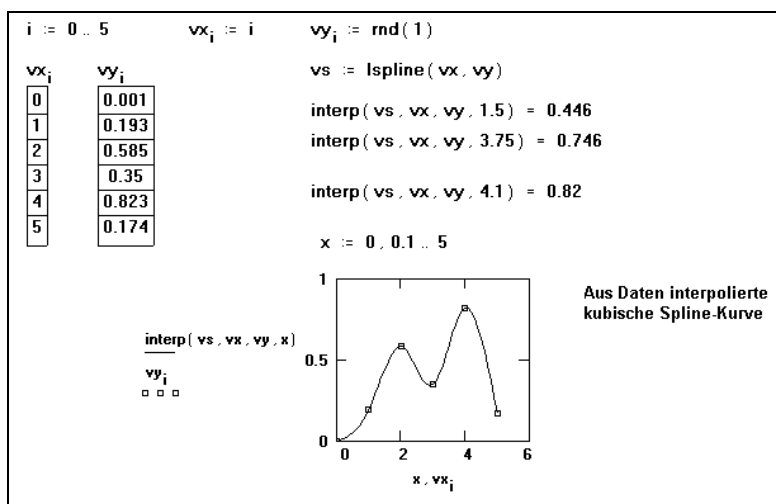 i := 0 .. 5 vx_i := i vy_i := rnd( 1 )
vx_i vy_i vs := lspline( vx , vy )
0 0.001
1 0.193
2 0.585
3 0.35
4 0.823
5 0.174
interp( vs , vx , vy , 1.5 ) = 0.446
interp( vs , vx , vy , 3.75 ) = 0.746
interp( vs , vx , vy , 4.1 ) = 0.82
x := 0 , 0.1 .. 5
Aus Daten interpolierte
kubische Spline-Kurve
interp( vs , vx , vy , x )
vy_i
1
0.5
0
0 2 4 6
x , vx_i